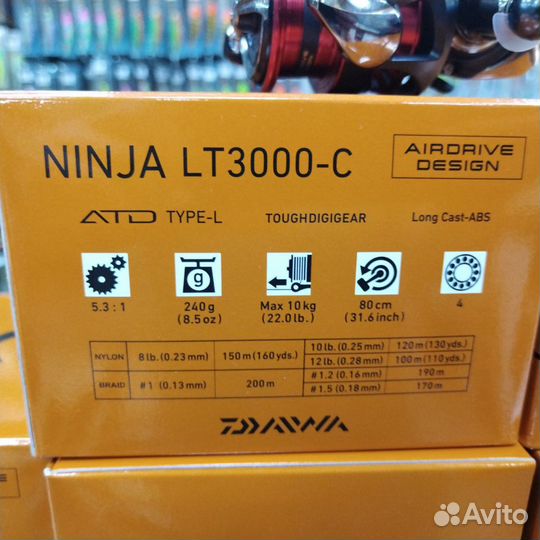 NINJA LT3000-C
AIRDRIVE
DESIGN
ATD TYPE-L TOUGHDIGIGEAR Long Cast-ABS
g
5.3 : 1 240g Max 10kg 80cm 4
(8.5oz) (22.0lb.) (31.6inch)
NYLON 8lb.(0.23mm) 150m(160yds.) 10lb.(0.25mm) 120m(130yds.)
12lb.(0.28mm) 100m(110yds.)
BRAID #1 (0.13mm) 200m #1.2(0.16mm) 190m
#1.5(0.18mm) 170m
DAIWA
AIRDRIVE
DESIGN
Avito